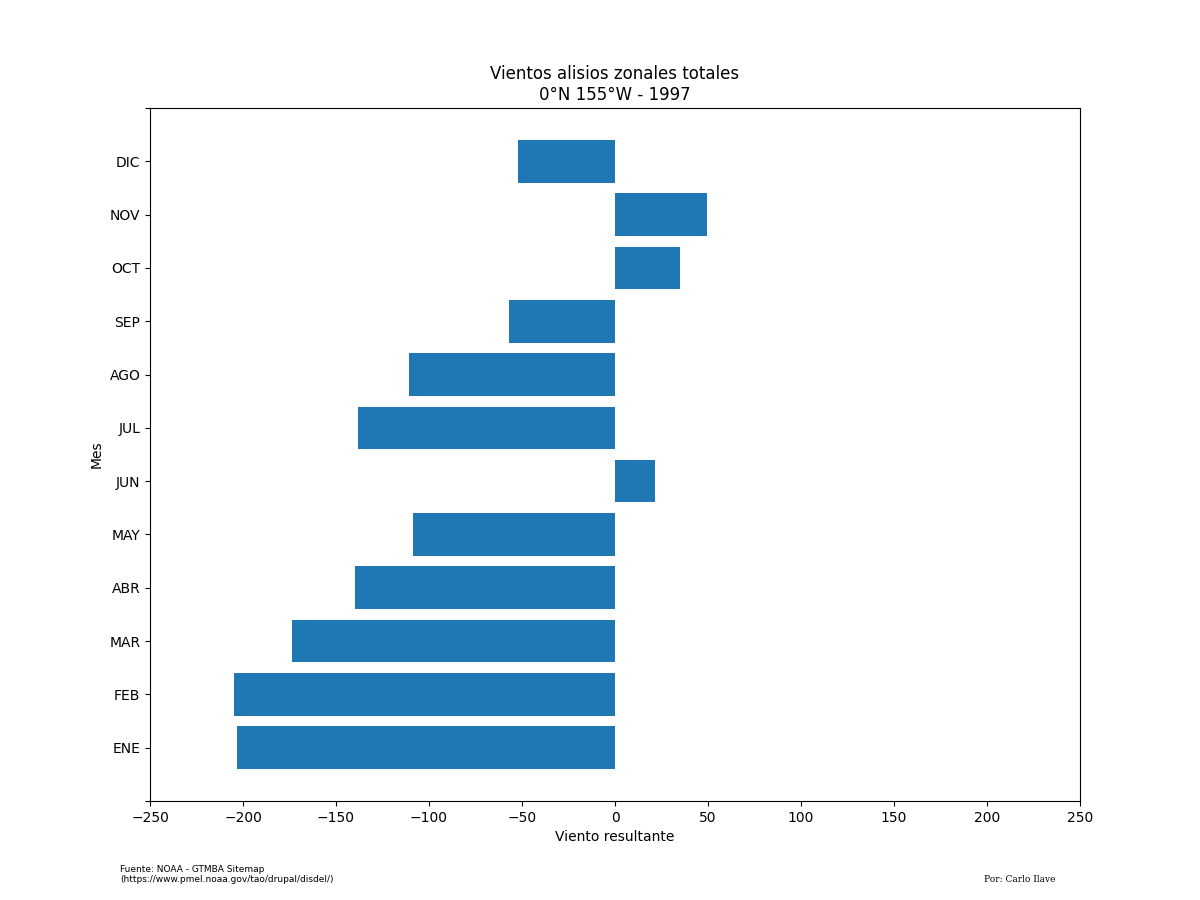 Vientos alisios zonales totales
0°N 155°W - 1997
DIC
NOV
OCT
SEP
AGO
JUL
JUN
MAY
ABR
MAR
FEB
ENE
Mes
−250 −200 −150 −100 −50 0 50 100 150 200 250
Viento resultante
Fuente: NOAA - GTMBA Sitemap
(https://www.pmel.noaa.gov/tao/drupal/disdel/)
Por: Carlo Ilave